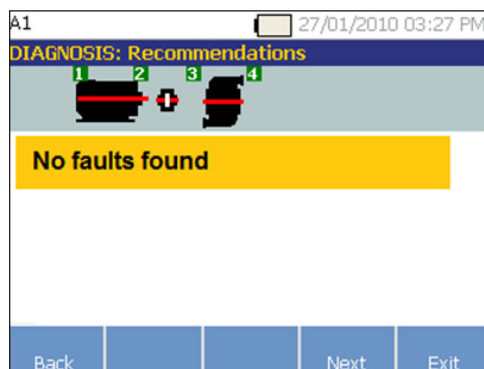 A1 27/01/2010 03:27 PM
DIAGNOSIS: Recommendations
1 2 3 4
No faults found
Back Next Exit